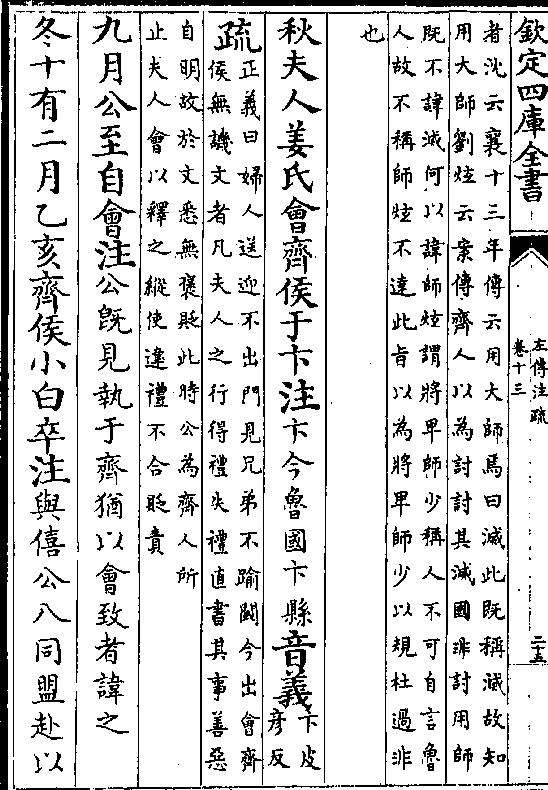 欽定四庫全書
左傳注疏
卷十三
二十五
者沈云襄十三年傳云用大師焉曰滅此既稱滅故知
用大師劉炫云案傳齊人以為討討其滅國非討用師
既不諱滅何以諱師炫謂將卑師少稱人不可自言魯
人故不稱師炫不達此旨以為將卑師少以規杜過非
也
秋夫人姜氏會齊侯于卞注卞今魯國卞縣音義卞皮
彦反
疏正義曰婦人送迎不出門見兄弟不踰閾今出會齊
侯無譏文者凡夫人之行得禮失禮直書其事善惡
自明故於文悉無褒貶此時公為齊人所
止夫人會以釋之縱使違禮不合貶責
九月公至自會注公既見執于齊猶以會致者諱之
冬十有二月乙亥齊侯小白卒注與僖公八同盟赴以